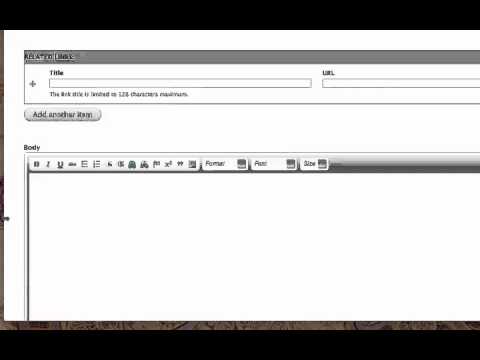 RELATED LINKS
Title URL
The link title is limited to 128 characters maximum.
Add another item
Body
B I U abc Format Font Size